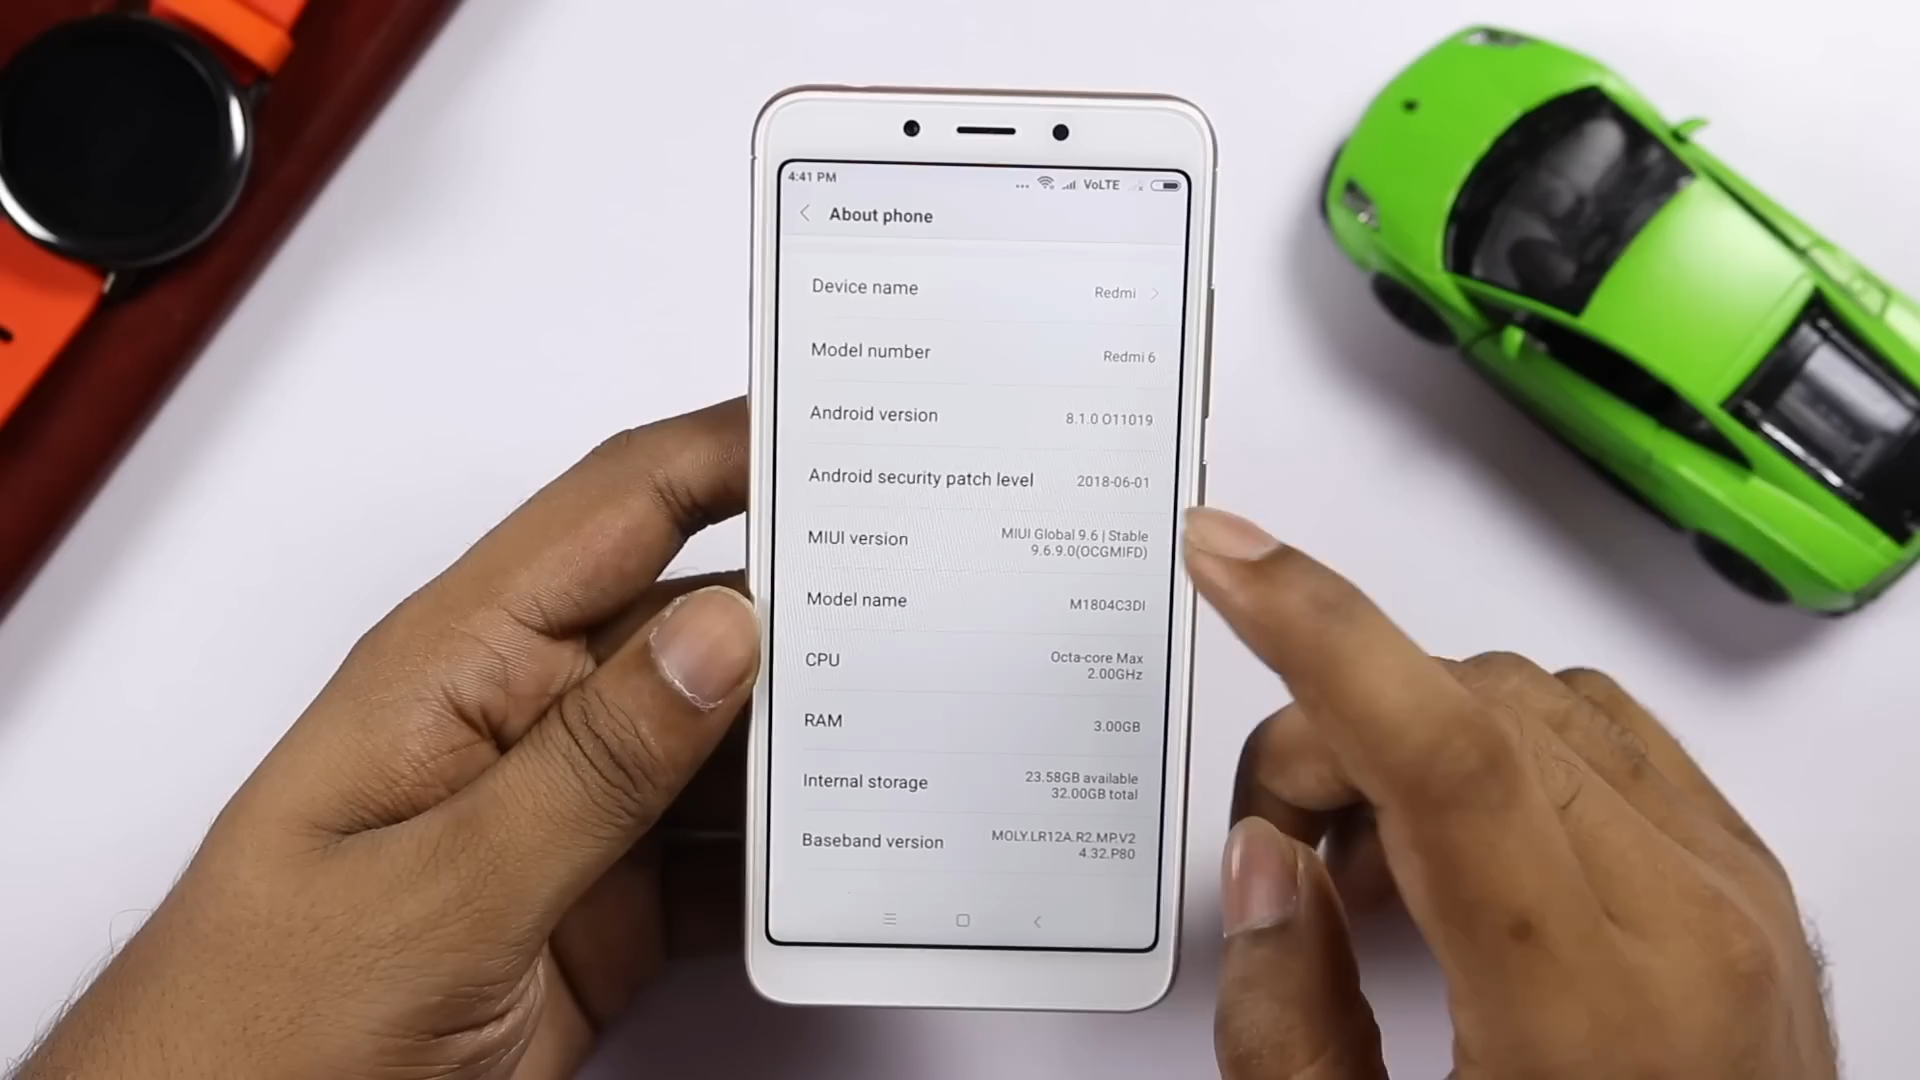 4:41 PM
... VoLTE
About phone
Device name
Redmi
Model number
Redmi 6
Android version
8.1.0 O11019
Android security patch level
2018-06-01
MIUI version
MIUI Global 9.6 | Stable
9.6.9.0(OCGMIFD)
Model name
M1804C3DI
CPU
Octa-core Max
2.00GHz
RAM
3.00GB
Internal storage
23.58GB available
32.00GB total
Baseband version
MOLY.LR12A.R2.MP.V2
4.32.P80